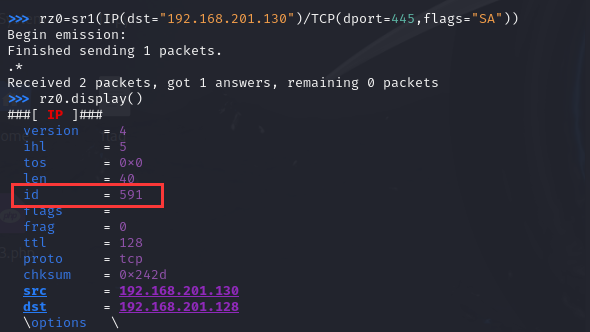 >>> rz0=sr1(IP(dst="192.168.201.130")/TCP(dport=445,flags="SA"))
Begin emission:
Finished sending 1 packets.
.*
Received 2 packets, got 1 answers, remaining 0 packets
>>> rz0.display()
###[ IP ]###
  version   = 4
  ihl       = 5
  tos       = 0×0
  len       = 40
  id        = 591
  flags     =
  frag      = 0
  ttl       = 128
  proto     = tcp
  chksum    = 0×242d
  src       = 192.168.201.130
  dst       = 192.168.201.128
  \options   \